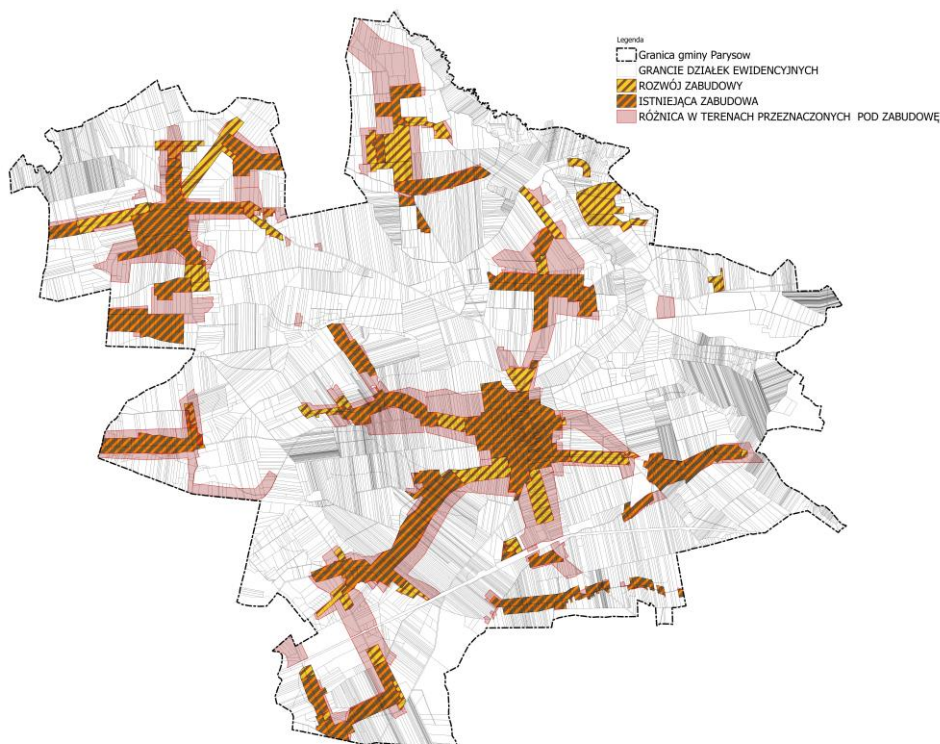 Legenda
Granica gminy Parysow
GRANCIE DZIAŁEK EWIDENCYJNYCH
ROZWÓJ ZABUDOWY
ISTNIEJĄCA ZABUDOWA
RÓŻNICA W TERENACH PRZEZNACZONYCH POD ZABUDOWĘ